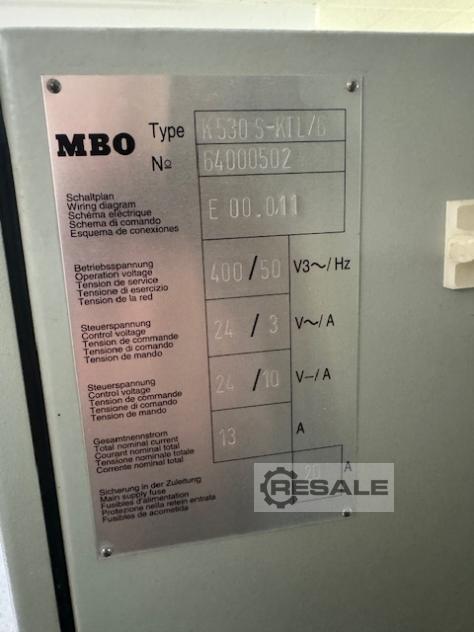 MBO Type K530 S-KTL/6
No 64000502
Schaltplan
Wiring diagram
Schéma électrique
Schema di comando
Esquema de conexiones
E 00.011
Betriebsspannung
Operation voltage
Tension de service
Tensione di esercizio
Tension de la red
400 / 50 V3~/ Hz
Steuerspannung
Control voltage
Tension de commande
Tensione di comando
Tension de mando
24 / 3 V~/ A
Steuerspannung
Control voltage
Tension de commande
Tensione di comando
Tension de mando
24 / 10 V–/ A
Gesamtnennstrom
Total nominal current
Courant nominal total
Tensione nominale totale
Corrente nominal total
13 A
Sicherung in der Zuleitung
Main supply fuse
Fusibles d'alimentation
Protezione nella retein entrata
Fusibles de acometida
20 A
RESALE